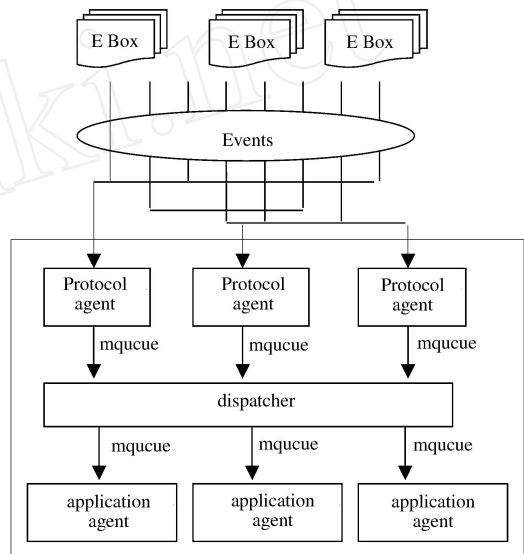 E Box
E Box
E Box
Events
Protocol
agent
Protocol
agent
Protocol
agent
mqucue
mqucue
mqucue
dispatcher
mqucue
mqucue
mqucue
application
agent
application
agent
application
agent